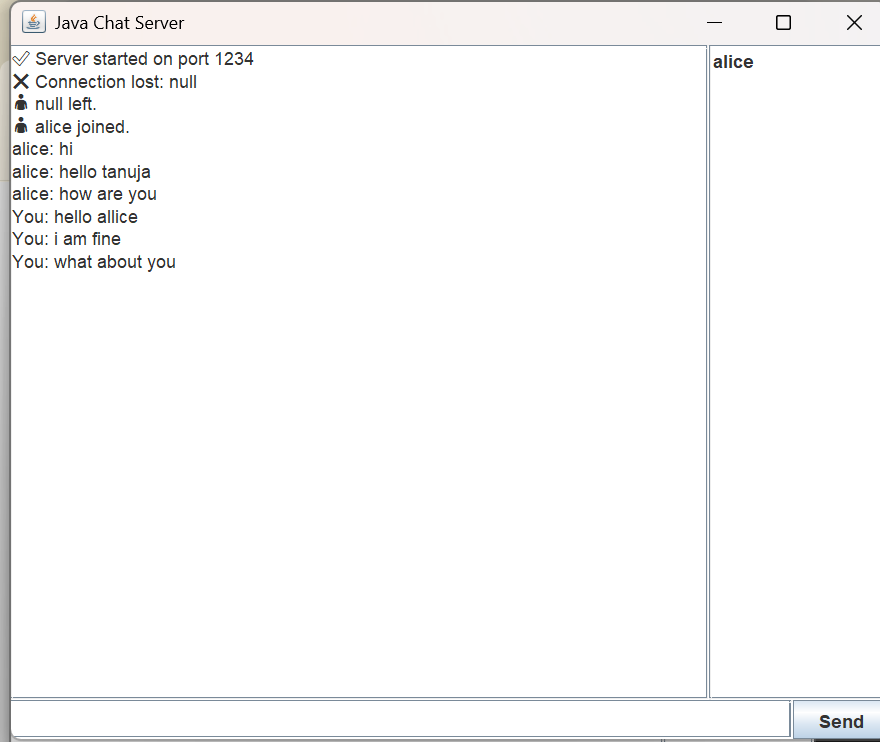 Java Chat Server
✓ Server started on port 1234
✕ Connection lost: null
👤 null left.
👤 alice joined.
alice: hi
alice: hello tanuja
alice: how are you
You: hello allice
You: i am fine
You: what about you
alice
Send